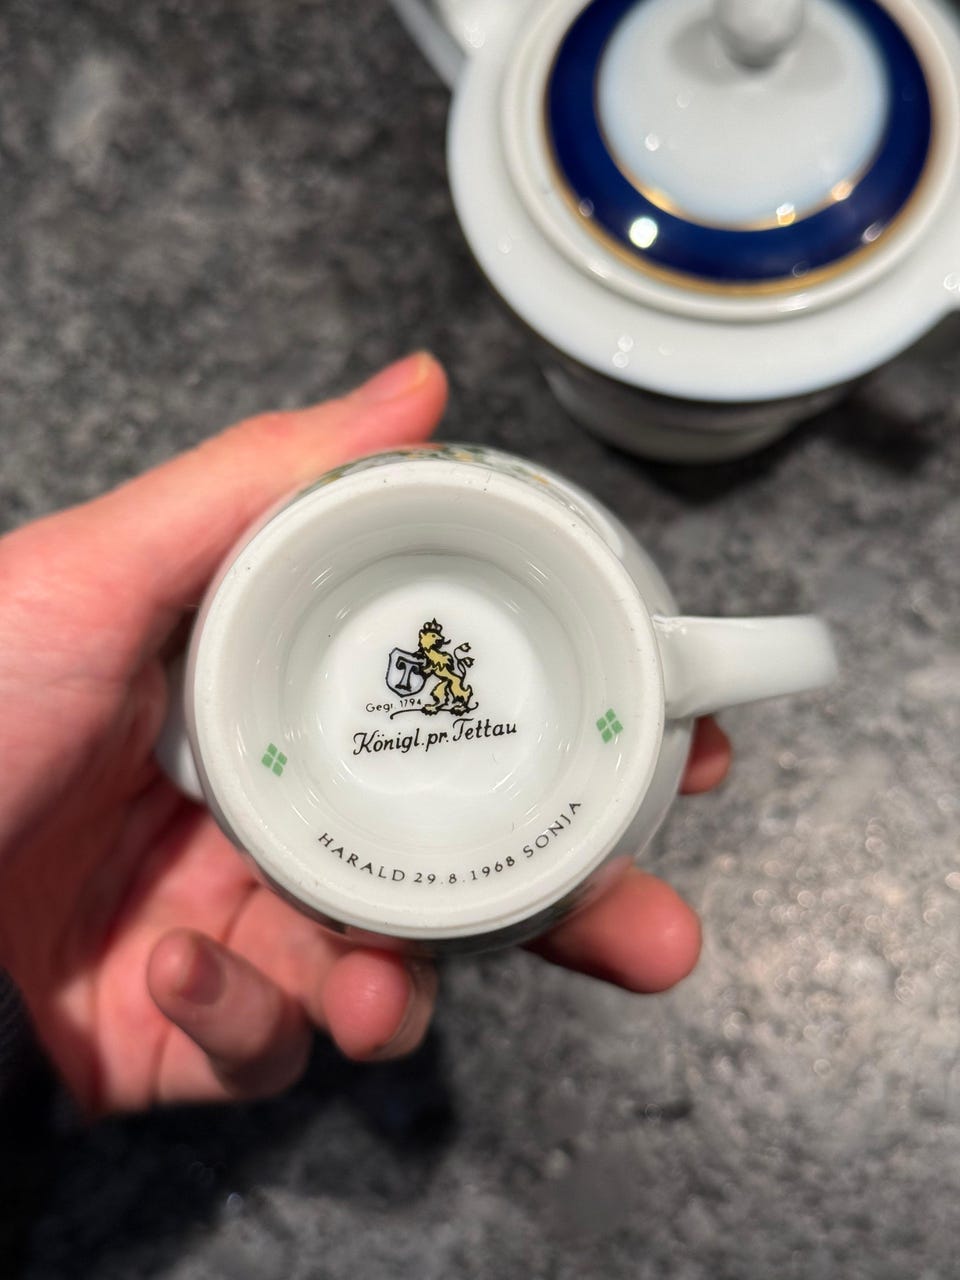 T
Gegr. 1794
Königl. pr. Tettau
HARALD 29.8.1968 SONJA